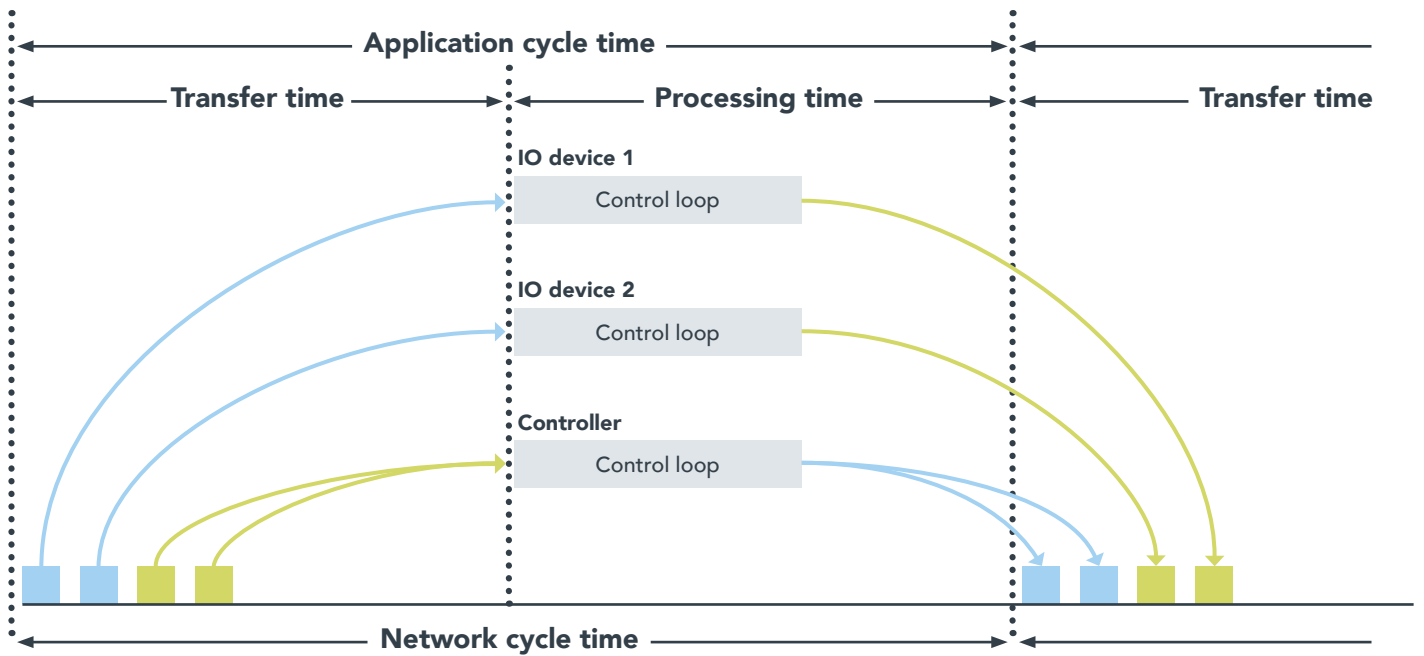 Application cycle time
Transfer time
Processing time
Transfer time
IO device 1
Control loop
IO device 2
Control loop
Controller
Control loop
Network cycle time